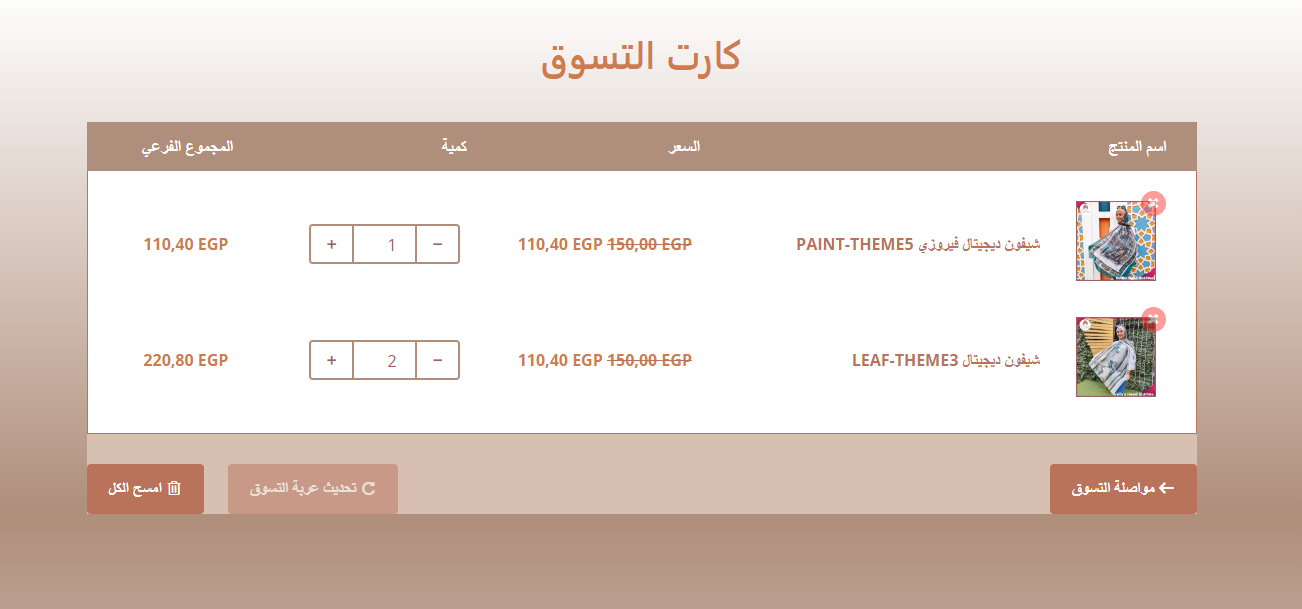 كارت التسوق
اسم المنتج السعر كمية المجموع الفرعي
شيفون ديجيتال فيروزي PAINT-THEME5 110,40 EGP 150,00 EGP − 1 + 110,40 EGP
شيفون ديجيتال LEAF-THEME3 110,40 EGP 150,00 EGP − 2 + 220,80 EGP
مواصلة التسوق تحديث عربة التسوق امسح الكل